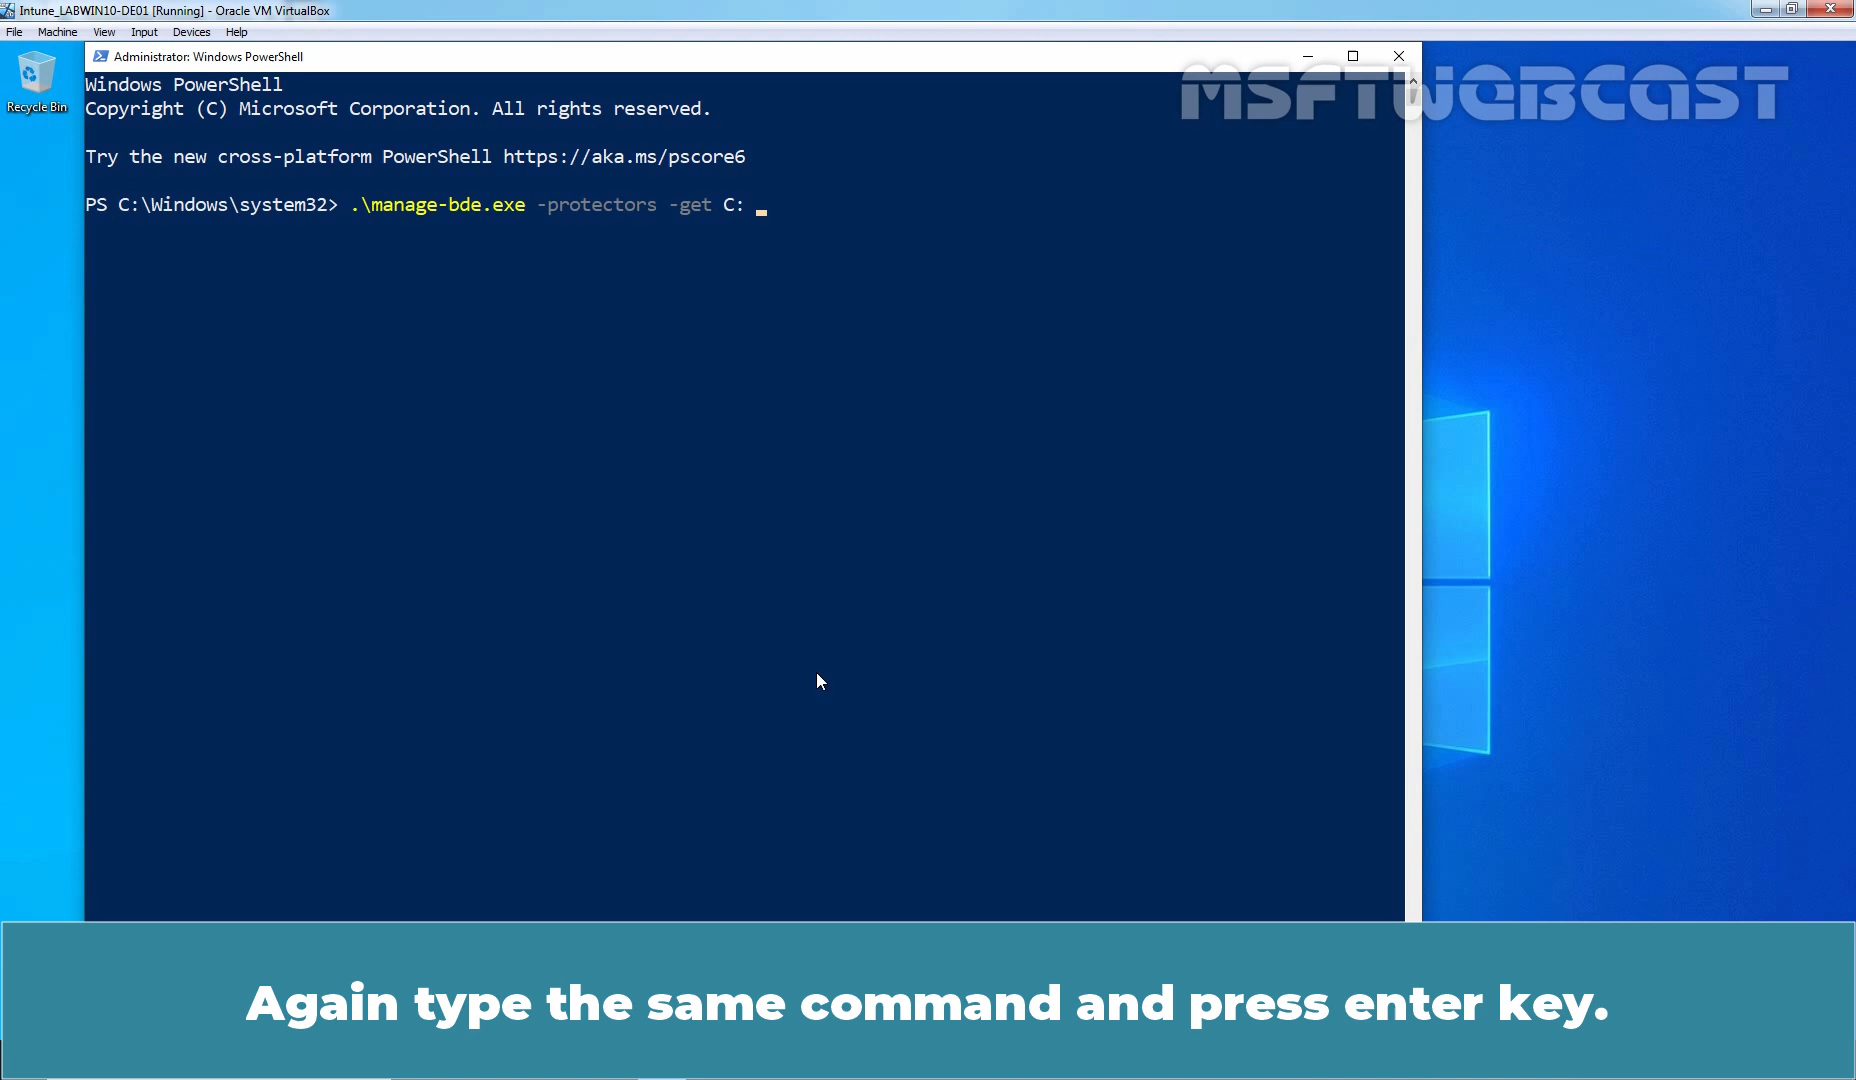 Intune_LABWIN10-DE01 [Running] - Oracle VM VirtualBox
File Machine View Input Devices Help
Administrator: Windows PowerShell
MSFTWEBCAST
Recycle Bin
Windows PowerShell
Copyright (C) Microsoft Corporation. All rights reserved.
Try the new cross-platform PowerShell https://aka.ms/pscore6
PS C:\Windows\system32> .\manage-bde.exe -protectors -get C:
Again type the same command and press enter key.